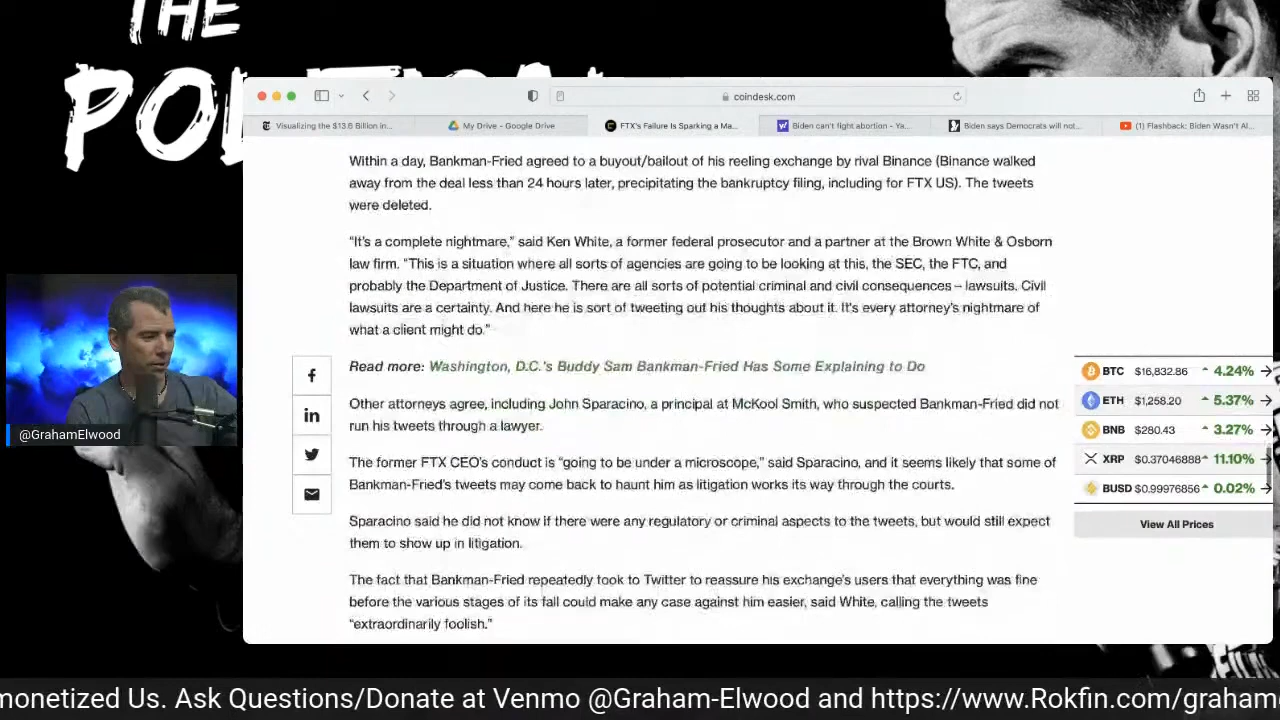 THE
POLITICAL
coindesk.com
Visualizing the $13.6 Billion in...
My Drive - Google Drive
FTX's Failure Is Sparking a Ma...
Biden can't fight abortion - Ya...
Biden says Democrats will not...
(1) Flashback: Biden Wasn't Al...
Within a day, Bankman-Fried agreed to a buyout/bailout of his reeling exchange by rival Binance (Binance walked
away from the deal less than 24 hours later, precipitating the bankruptcy filing, including for FTX US). The tweets
were deleted.
"It's a complete nightmare," said Ken White, a former federal prosecutor and a partner at the Brown White & Osborn
law firm. "This is a situation where all sorts of agencies are going to be looking at this, the SEC, the FTC, and
probably the Department of Justice. There are all sorts of potential criminal and civil consequences – lawsuits. Civil
lawsuits are a certainty. And here he is sort of tweeting out his thoughts about it. It's every attorney's nightmare of
what a client might do."
Read more: Washington, D.C.'s Buddy Sam Bankman-Fried Has Some Explaining to Do
Other attorneys agree, including John Sparacino, a principal at McKool Smith, who suspected Bankman-Fried did not
run his tweets through a lawyer.
The former FTX CEO's conduct is "going to be under a microscope," said Sparacino, and it seems likely that some of
Bankman-Fried's tweets may come back to haunt him as litigation works its way through the courts.
Sparacino said he did not know if there were any regulatory or criminal aspects to the tweets, but would still expect
them to show up in litigation.
The fact that Bankman-Fried repeatedly took to Twitter to reassure his exchange's users that everything was fine
before the various stages of its fall could make any case against him easier, said White, calling the tweets
"extraordinarily foolish."
BTC $16,832.86 4.24%
ETH $1,258.20 5.37%
BNB $280.43 3.27%
XRP $0.37046888 11.10%
BUSD $0.99976856 0.02%
View All Prices
@GrahamElwood
monetized Us. Ask Questions/Donate at Venmo @Graham-Elwood and https://www.Rokfin.com/graham